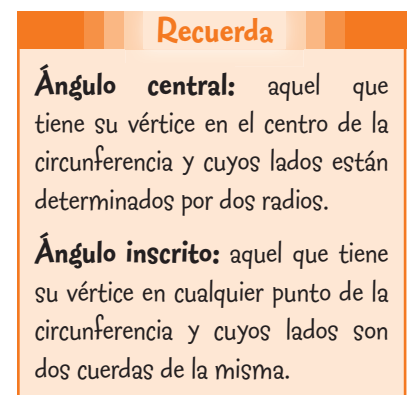 Recuerda
Ángulo central: aquel que
tiene su vértice en el centro de la
circunferencia y cuyos lados están
determinados por dos radios.
Ángulo inscrito: aquel que tiene
su vértice en cualquier punto de la
circunferencia y cuyos lados son
dos cuerdas de la misma.